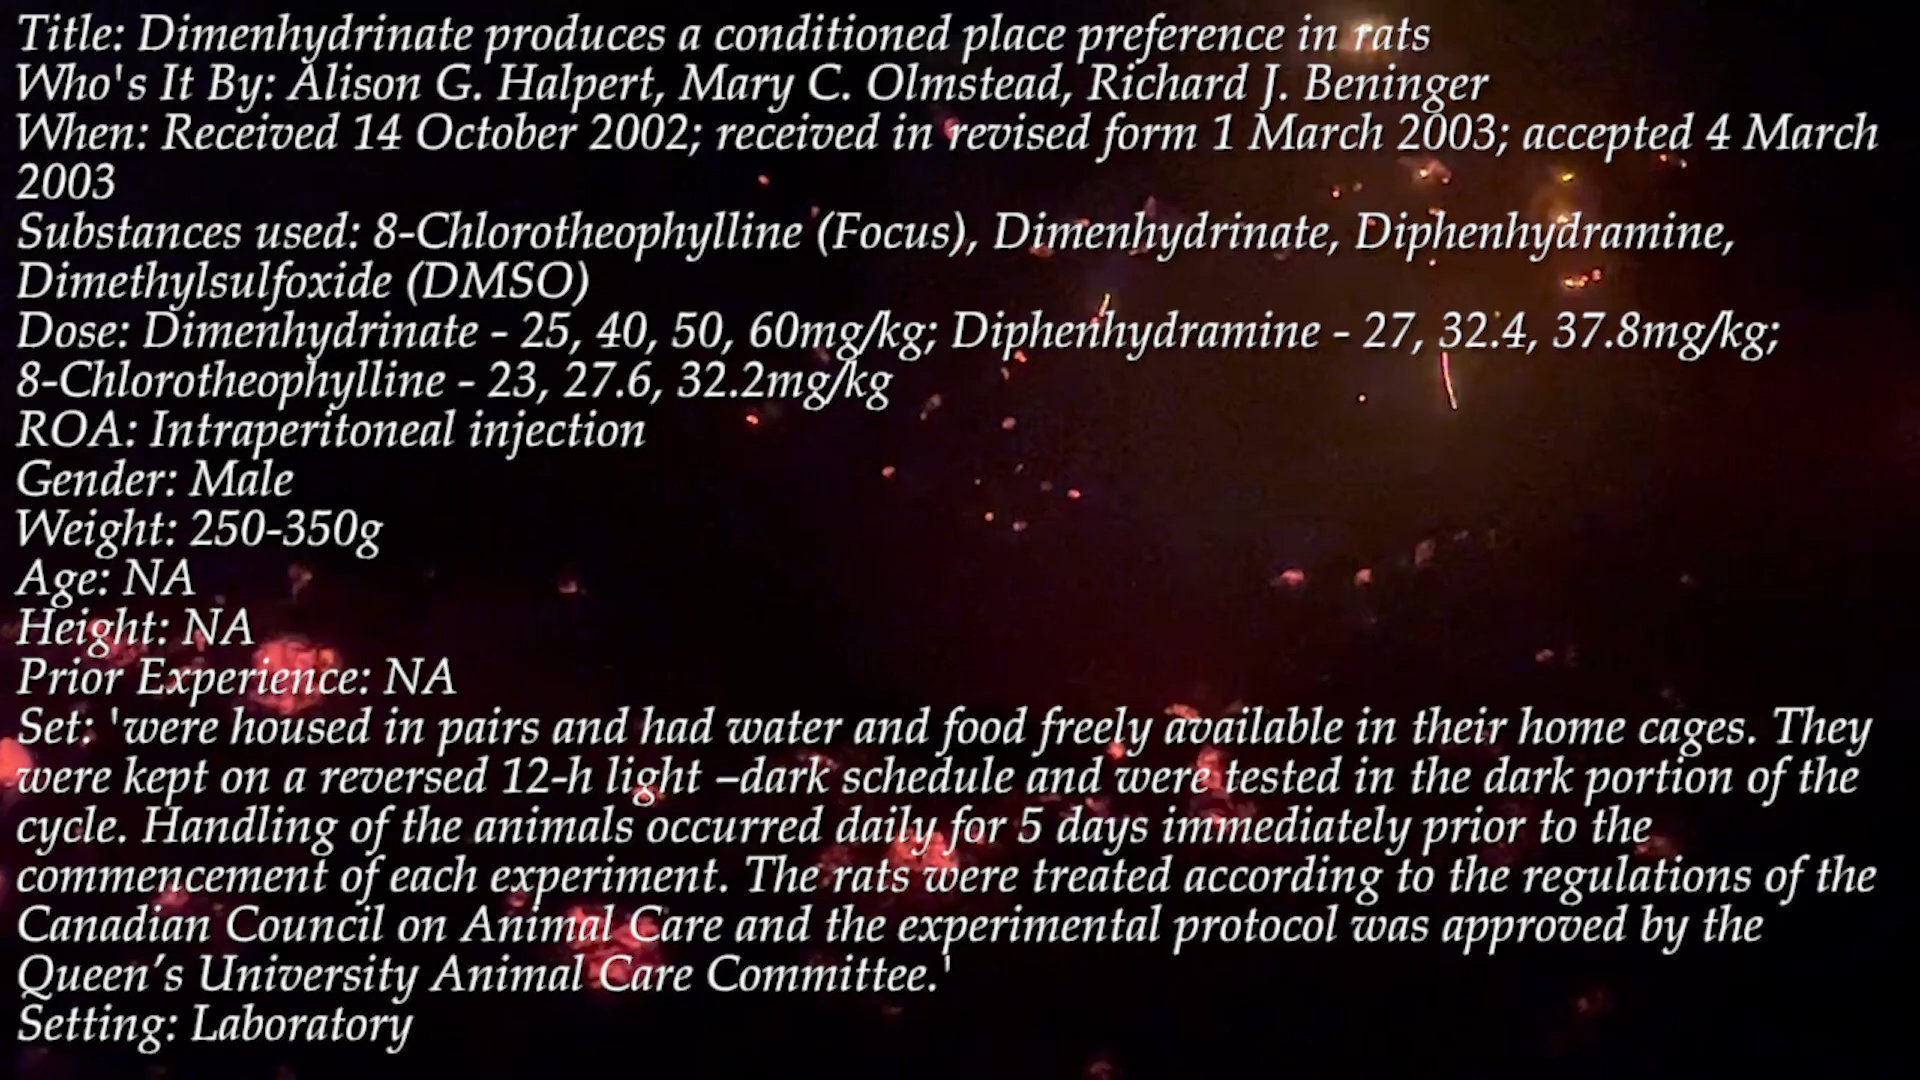 Title: Dimenhydrinate produces a conditioned place preference in rats
Who's It By: Alison G. Halpert, Mary C. Olmstead, Richard J. Beninger
When: Received 14 October 2002; received in revised form 1 March 2003; accepted 4 March
2003
Substances used: 8-Chlorotheophylline (Focus), Dimenhydrinate, Diphenhydramine,
Dimethylsulfoxide (DMSO)
Dose: Dimenhydrinate - 25, 40, 50, 60mg/kg; Diphenhydramine - 27, 32.4, 37.8mg/kg;
8-Chlorotheophylline - 23, 27.6, 32.2mg/kg
ROA: Intraperitoneal injection
Gender: Male
Weight: 250-350g
Age: NA
Height: NA
Prior Experience: NA
Set: 'were housed in pairs and had water and food freely available in their home cages. They
were kept on a reversed 12-h light –dark schedule and were tested in the dark portion of the
cycle. Handling of the animals occurred daily for 5 days immediately prior to the
commencement of each experiment. The rats were treated according to the regulations of the
Canadian Council on Animal Care and the experimental protocol was approved by the
Queen’s University Animal Care Committee.'
Setting: Laboratory